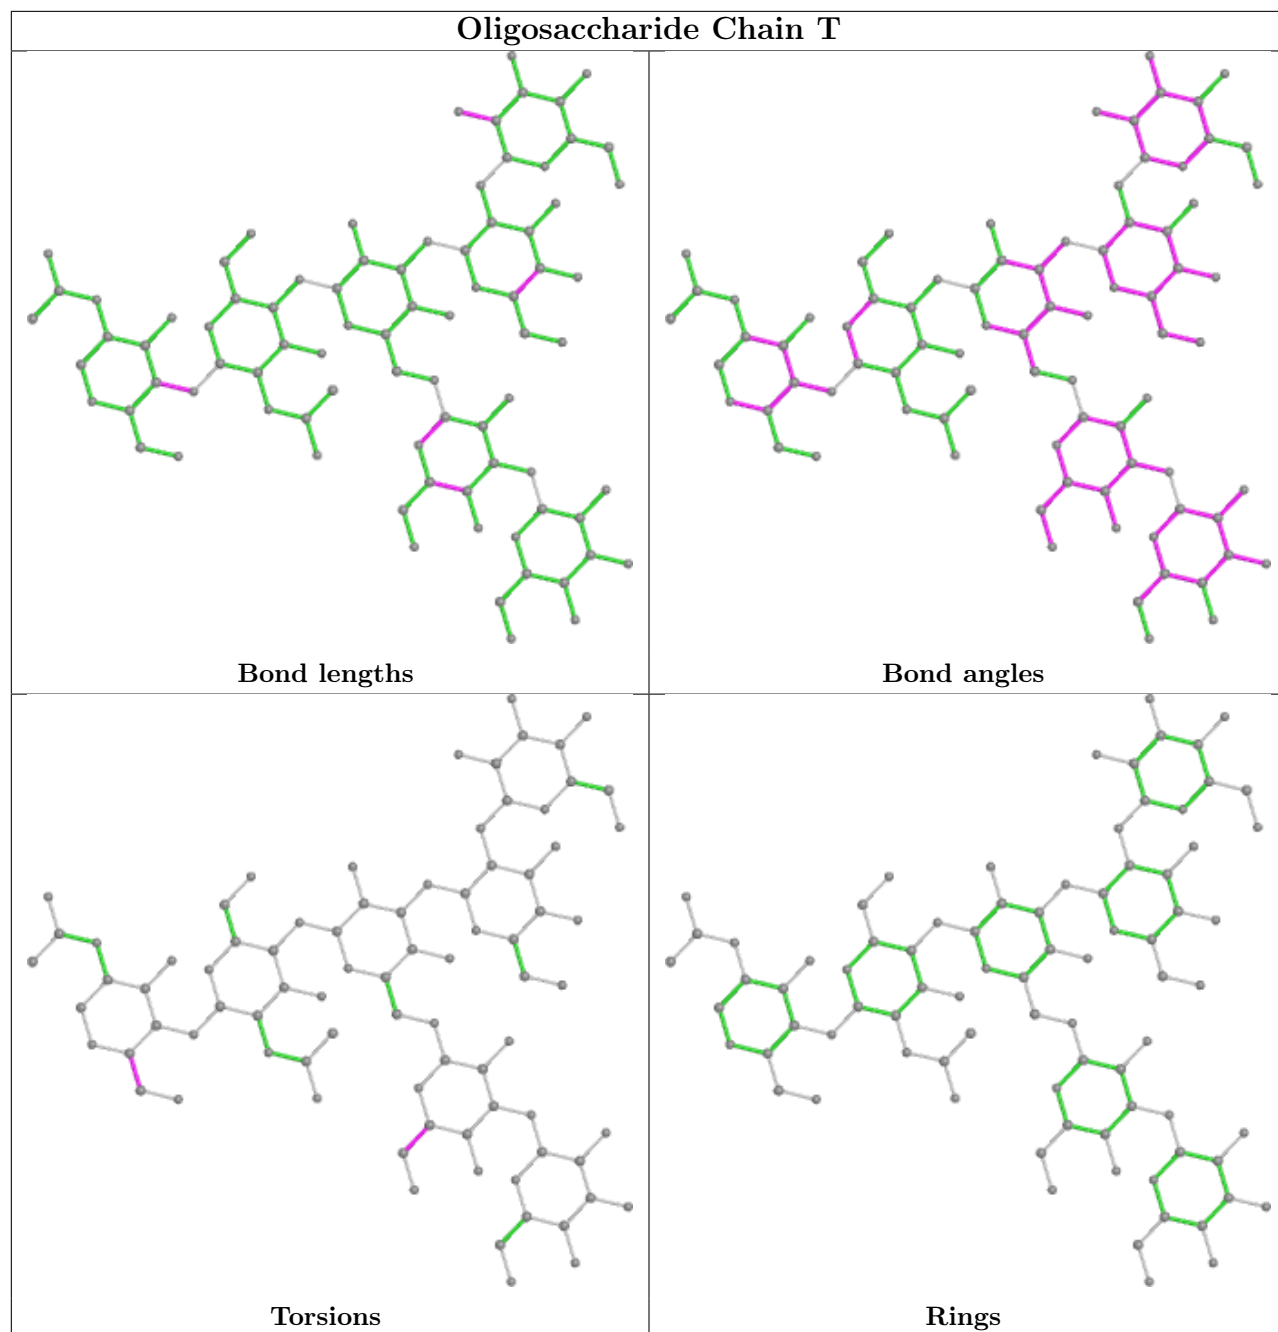 Oligosaccharide Chain T
Bond lengths
Bond angles
Torsions
Rings